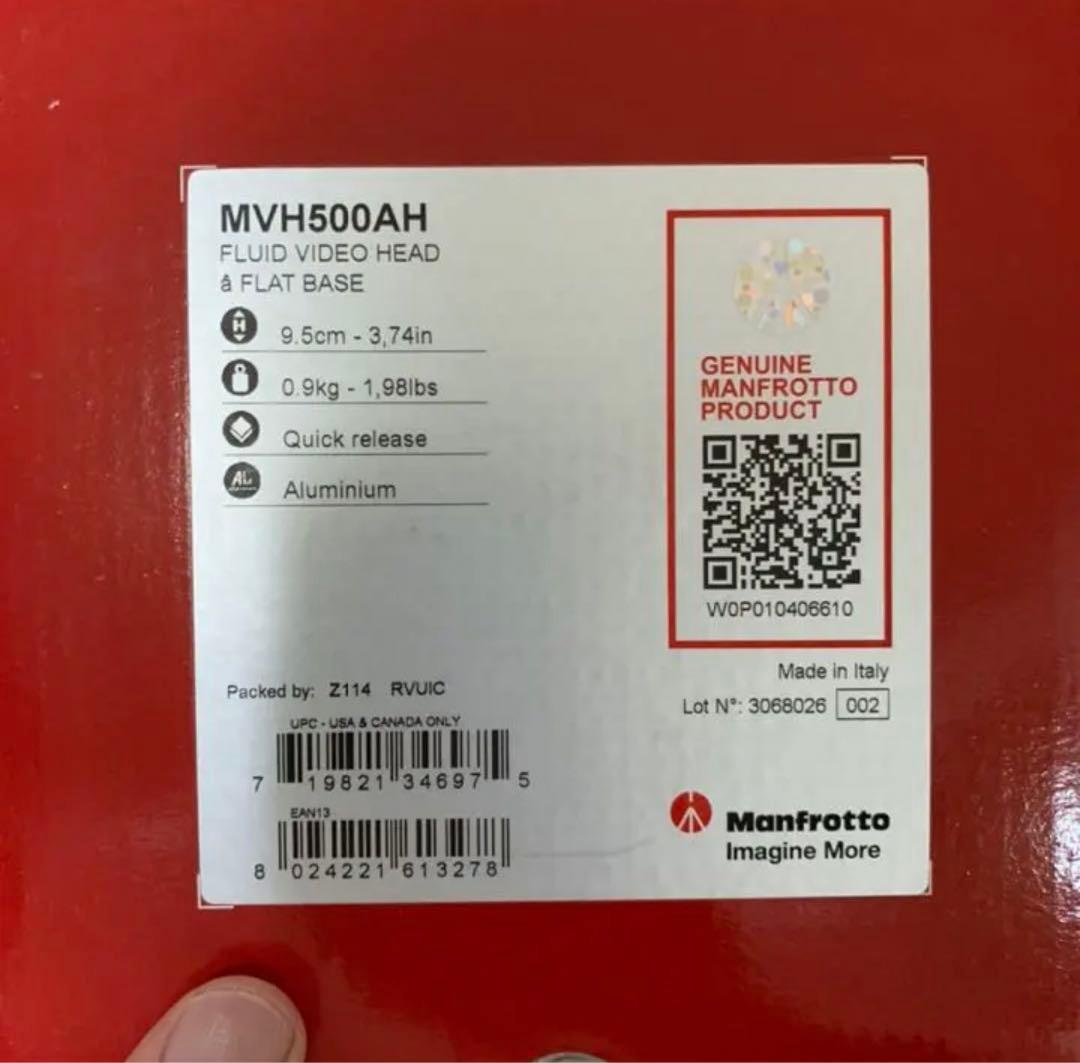 MVH500AH
FLUID VIDEO HEAD
â FLAT BASE
H
9.5cm - 3,74in
0.9kg - 1,98lbs
Quick release
AL
Aluminium
GENUINE
MANFROTTO
PRODUCT
W0P010406610
Made in Italy
Lot N°: 3068026 002
Packed by: Z114 RVUIC
UPC - USA & CANADA ONLY
7 19821 34697 5
EAN13
8 024221 613278
Manfrotto
Imagine More